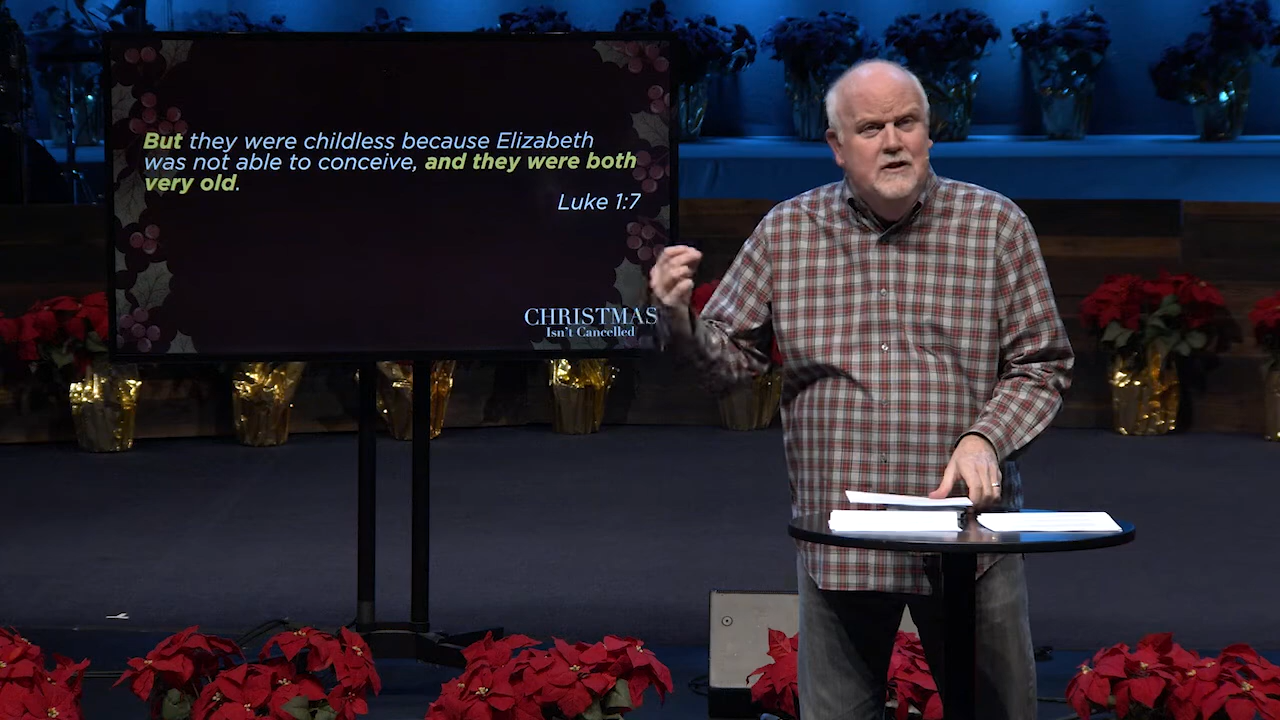 But they were childless because Elizabeth
was not able to conceive, and they were both
very old.
Luke 1:7
CHRISTMAS
Isn't Cancelled